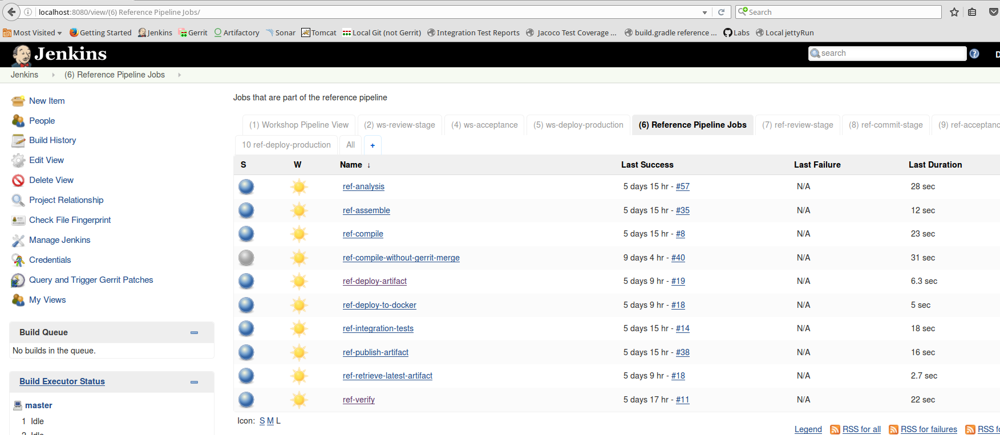 localhost:8080/view/(6) Reference Pipeline Jobs/
Search
Most Visited Getting Started Jenkins Gerrit Artifactory Sonar Tomcat Local Git (not Gerrit) Integration Test Reports Jacoco Test Coverage ... build.gradle reference ... Labs Local jettyRun
Jenkins
search
Jenkins (6) Reference Pipeline Jobs
New Item
People
Build History
Edit View
Delete View
Project Relationship
Check File Fingerprint
Manage Jenkins
Credentials
Query and Trigger Gerrit Patches
My Views
Build Queue
No builds in the queue.
Build Executor Status
master
1 Idle
2 Idle
Jobs that are part of the reference pipeline
(1) Workshop Pipeline View (2) ws-review-stage (4) ws-acceptance (5) ws-deploy-production (6) Reference Pipeline Jobs (7) ref-review-stage (8) ref-commit-stage (9) ref-acceptanc
10 ref-deploy-production All +
S W Name ↓ Last Success Last Failure Last Duration
ref-analysis 5 days 15 hr - #57 N/A 28 sec
ref-assemble 5 days 15 hr - #35 N/A 12 sec
ref-compile 5 days 15 hr - #8 N/A 23 sec
ref-compile-without-gerrit-merge 9 days 4 hr - #40 N/A 31 sec
ref-deploy-artifact 5 days 9 hr - #19 N/A 6.3 sec
ref-deploy-to-docker 5 days 9 hr - #18 N/A 5 sec
ref-integration-tests 5 days 15 hr - #14 N/A 18 sec
ref-publish-artifact 5 days 15 hr - #38 N/A 16 sec
ref-retrieve-latest-artifact 5 days 9 hr - #18 N/A 2.7 sec
ref-verify 5 days 17 hr - #11 N/A 22 sec
Icon: S M L
Legend RSS for all RSS for failures RSS